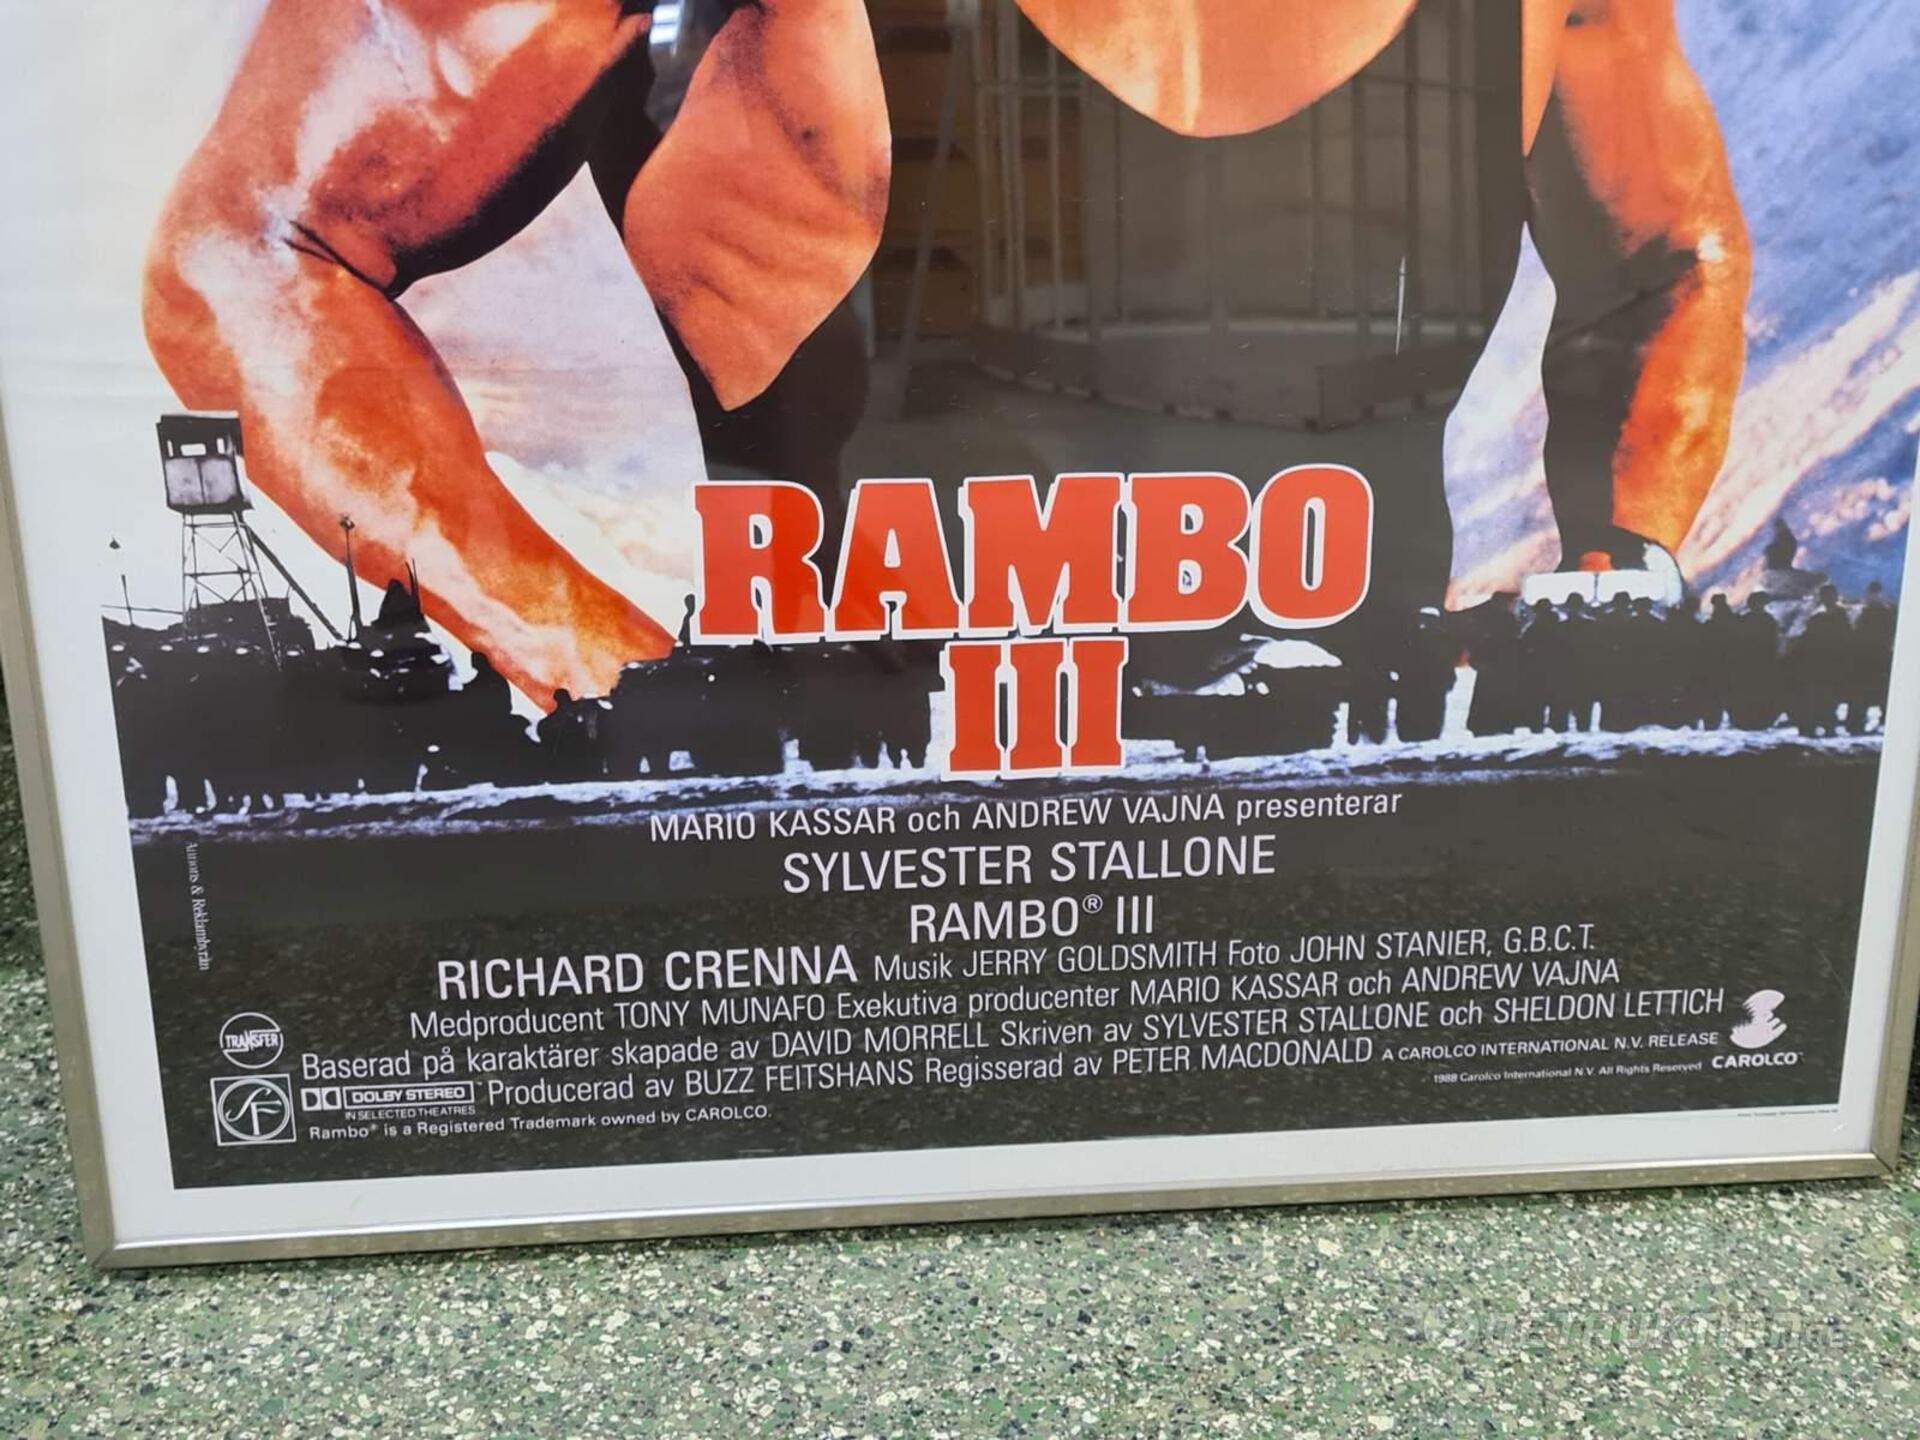 RAMBO
III
MARIO KASSAR och ANDREW VAJNA presenterar
SYLVESTER STALLONE
RAMBO® III
RICHARD CRENNA Musik JERRY GOLDSMITH Foto JOHN STANIER, G.B.C.T.
Medproducent TONY MUNAFO Exekutiva producenter MARIO KASSAR och ANDREW VAJNA
Baserad på karaktärer skapade av DAVID MORRELL Skriven av SYLVESTER STALLONE och SHELDON LETTICH
Producerad av BUZZ FEITSHANS Regisserad av PETER MACDONALD A CAROLCO INTERNATIONAL N.V. RELEASE
1988 Carolco International N.V. All Rights Reserved
CAROLCO
TRANSFER
SF
DOLBY STEREO
IN SELECTED THEATRES
Rambo® is a Registered Trademark owned by CAROLCO.
Annons & Reklambyrån